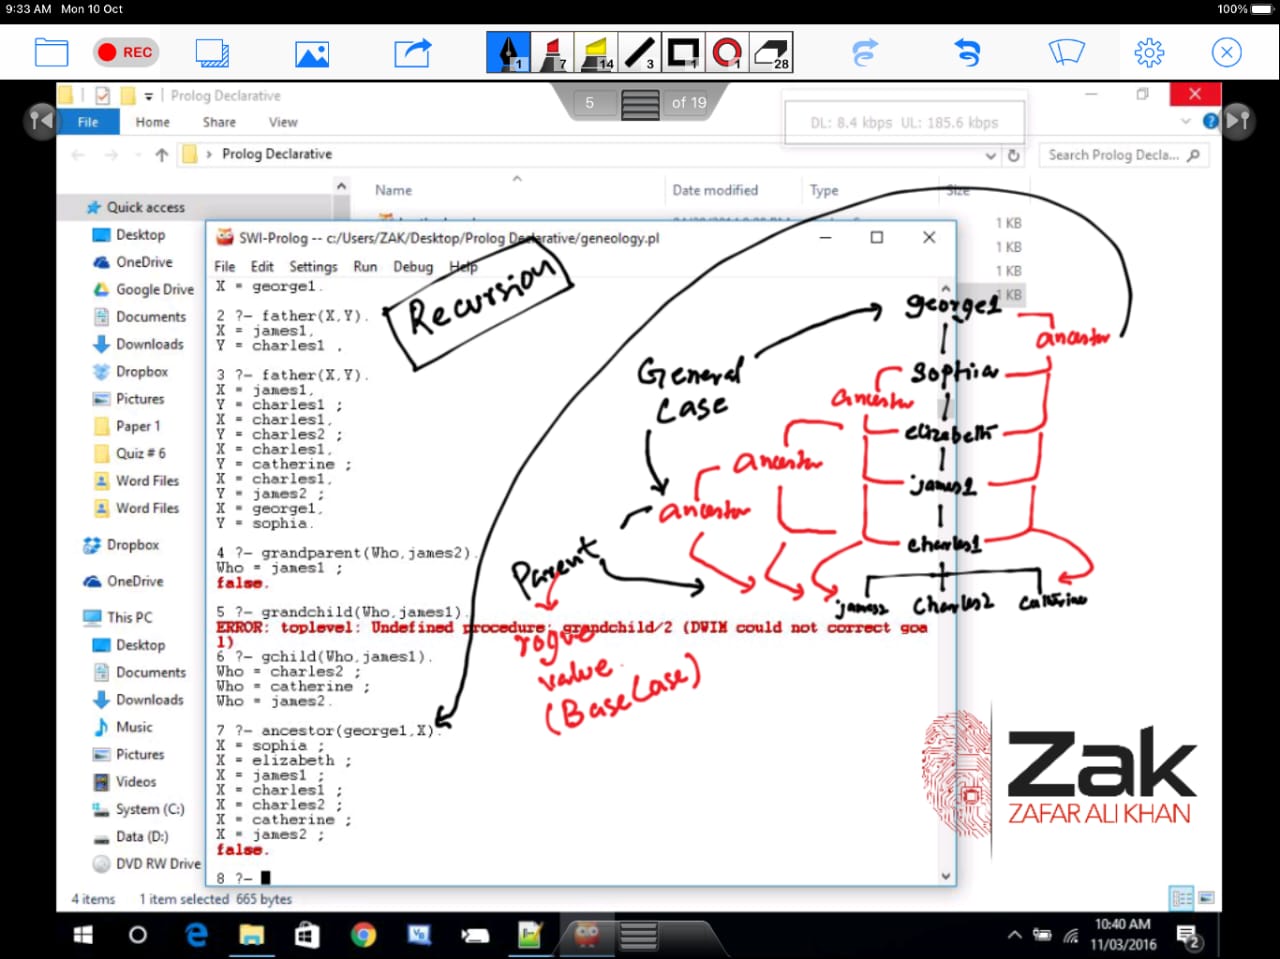 9:33 AM Mon 10 Oct
100%
REC
1
7
14
3
1
1
28
Prolog Declarative
5
of 19
DL: 8.4 kbps UL: 185.6 kbps
File Home Share View
Prolog Declarative
Search Prolog Decla...
Name
Date modified
Type
Size
Quick access
Desktop
OneDrive
Google Drive
Documents
Downloads
Dropbox
Pictures
Paper 1
Quiz # 6
Word Files
Word Files
Dropbox
OneDrive
This PC
Desktop
Documents
Downloads
Music
Pictures
Videos
System (C:)
Data (D:)
DVD RW Drive
1 KB
1 KB
1 KB
1 KB
SWI-Prolog -- c:/Users/ZAK/Desktop/Prolog Declarative/geneology.pl
File Edit Settings Run Debug Help
X = george1.
2 ?- father(X,Y).
X = james1,
Y = charles1 ,
3 ?- father(X,Y).
X = james1,
Y = charles1 ;
X = charles1,
Y = charles2 ;
X = charles1,
Y = catherine ;
X = charles1,
Y = james2 ;
X = george1,
Y = sophia.
4 ?- grandparent(Who,james2).
Who = james1 ;
false.
5 ?- grandchild(Who,james1).
ERROR: toplevel: Undefined procedure: grandchild/2 (DWIM could not correct goa
l)
6 ?- gchild(Who,james1).
Who = charles2 ;
Who = catherine ;
Who = james2.
7 ?- ancestor(george1,X).
X = sophia ;
X = elizabeth ;
X = james1 ;
X = charles1 ;
X = charles2 ;
X = catherine ;
X = james2 ;
false.
8 ?-
Recursion
General
Case
george1
ancestor
Sophia
ancestor
elizabeth
ancestor
james1
ancestor
charles1
Parent
james2 Charles2 Catherine
rogue
value
(Base Case)
Zak
ZAFAR ALI KHAN
4 items 1 item selected 665 bytes
10:40 AM
11/03/2016
2